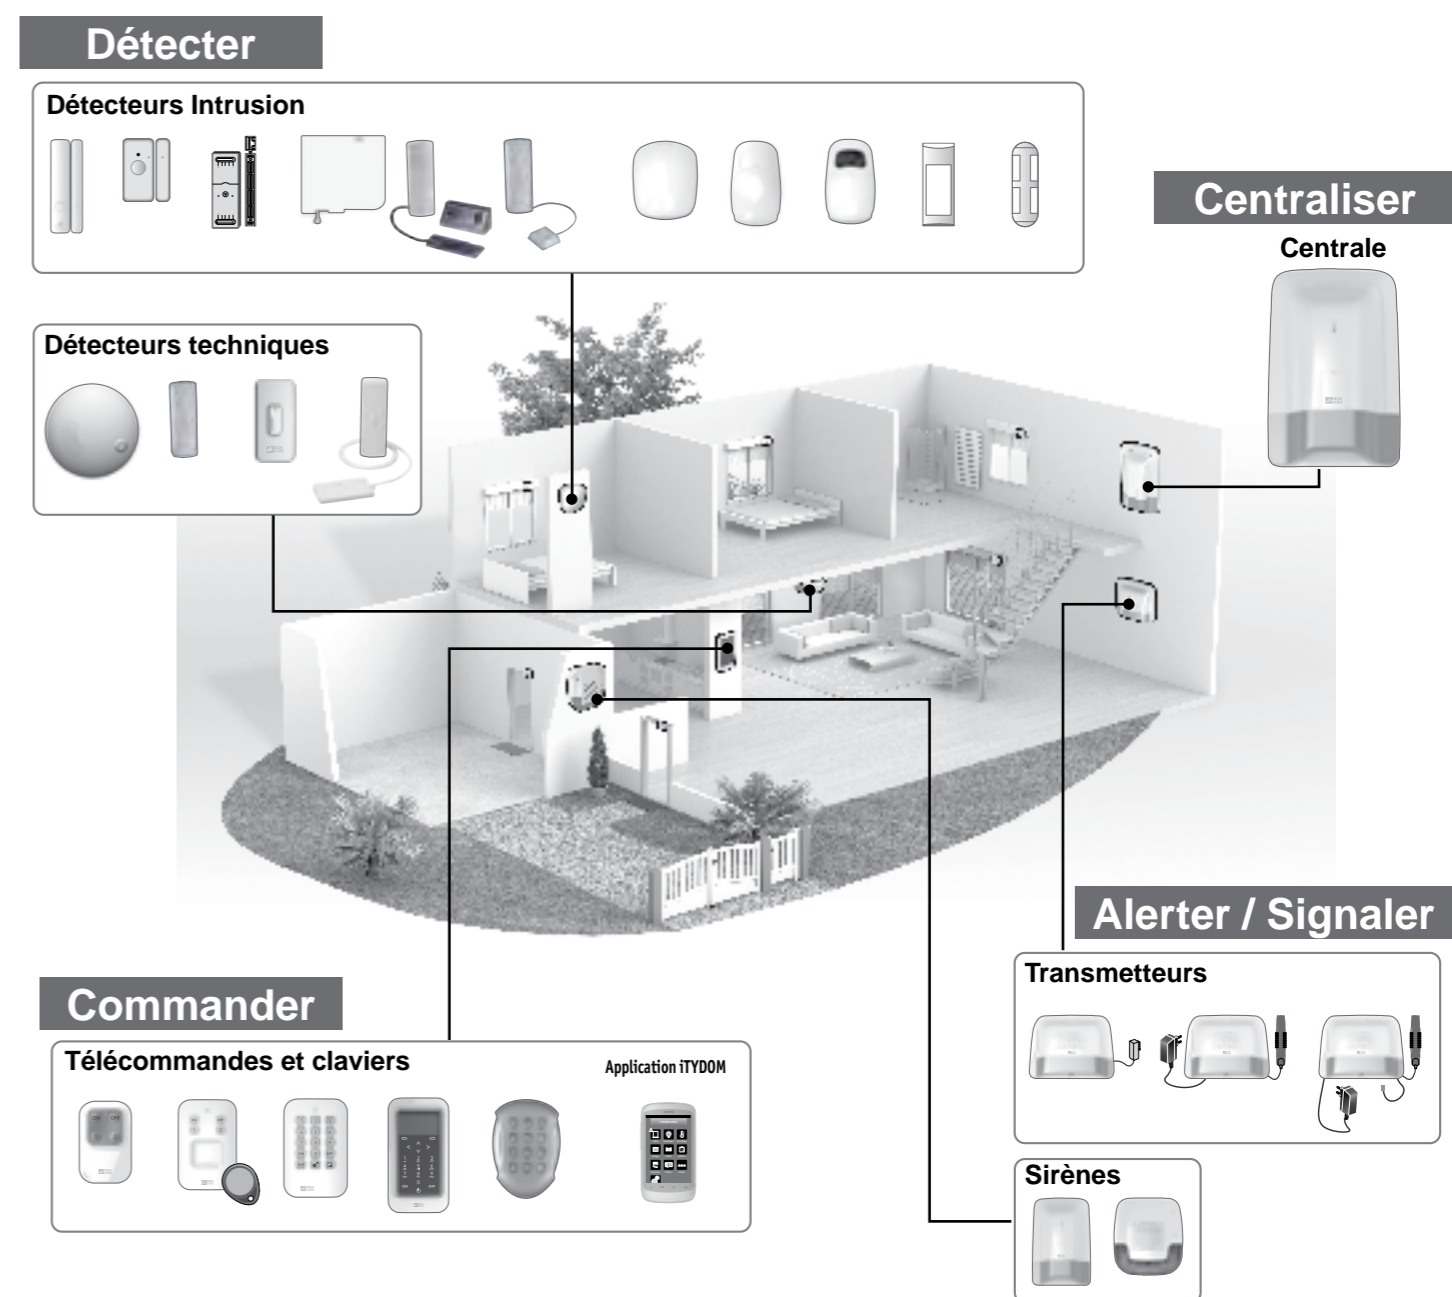 Détecter
Détecteurs Intrusion
Centraliser
Centrale
Détecteurs techniques
Alerter / Signaler
Transmetteurs
Commander
Télécommandes et claviers
Application iTYDOM
Sirènes